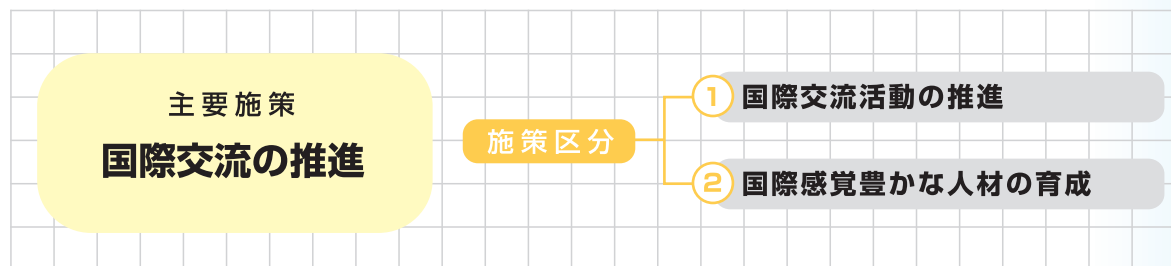 主要施策
国際交流の推進
施策区分
1 国際交流活動の推進
2 国際感覚豊かな人材の育成